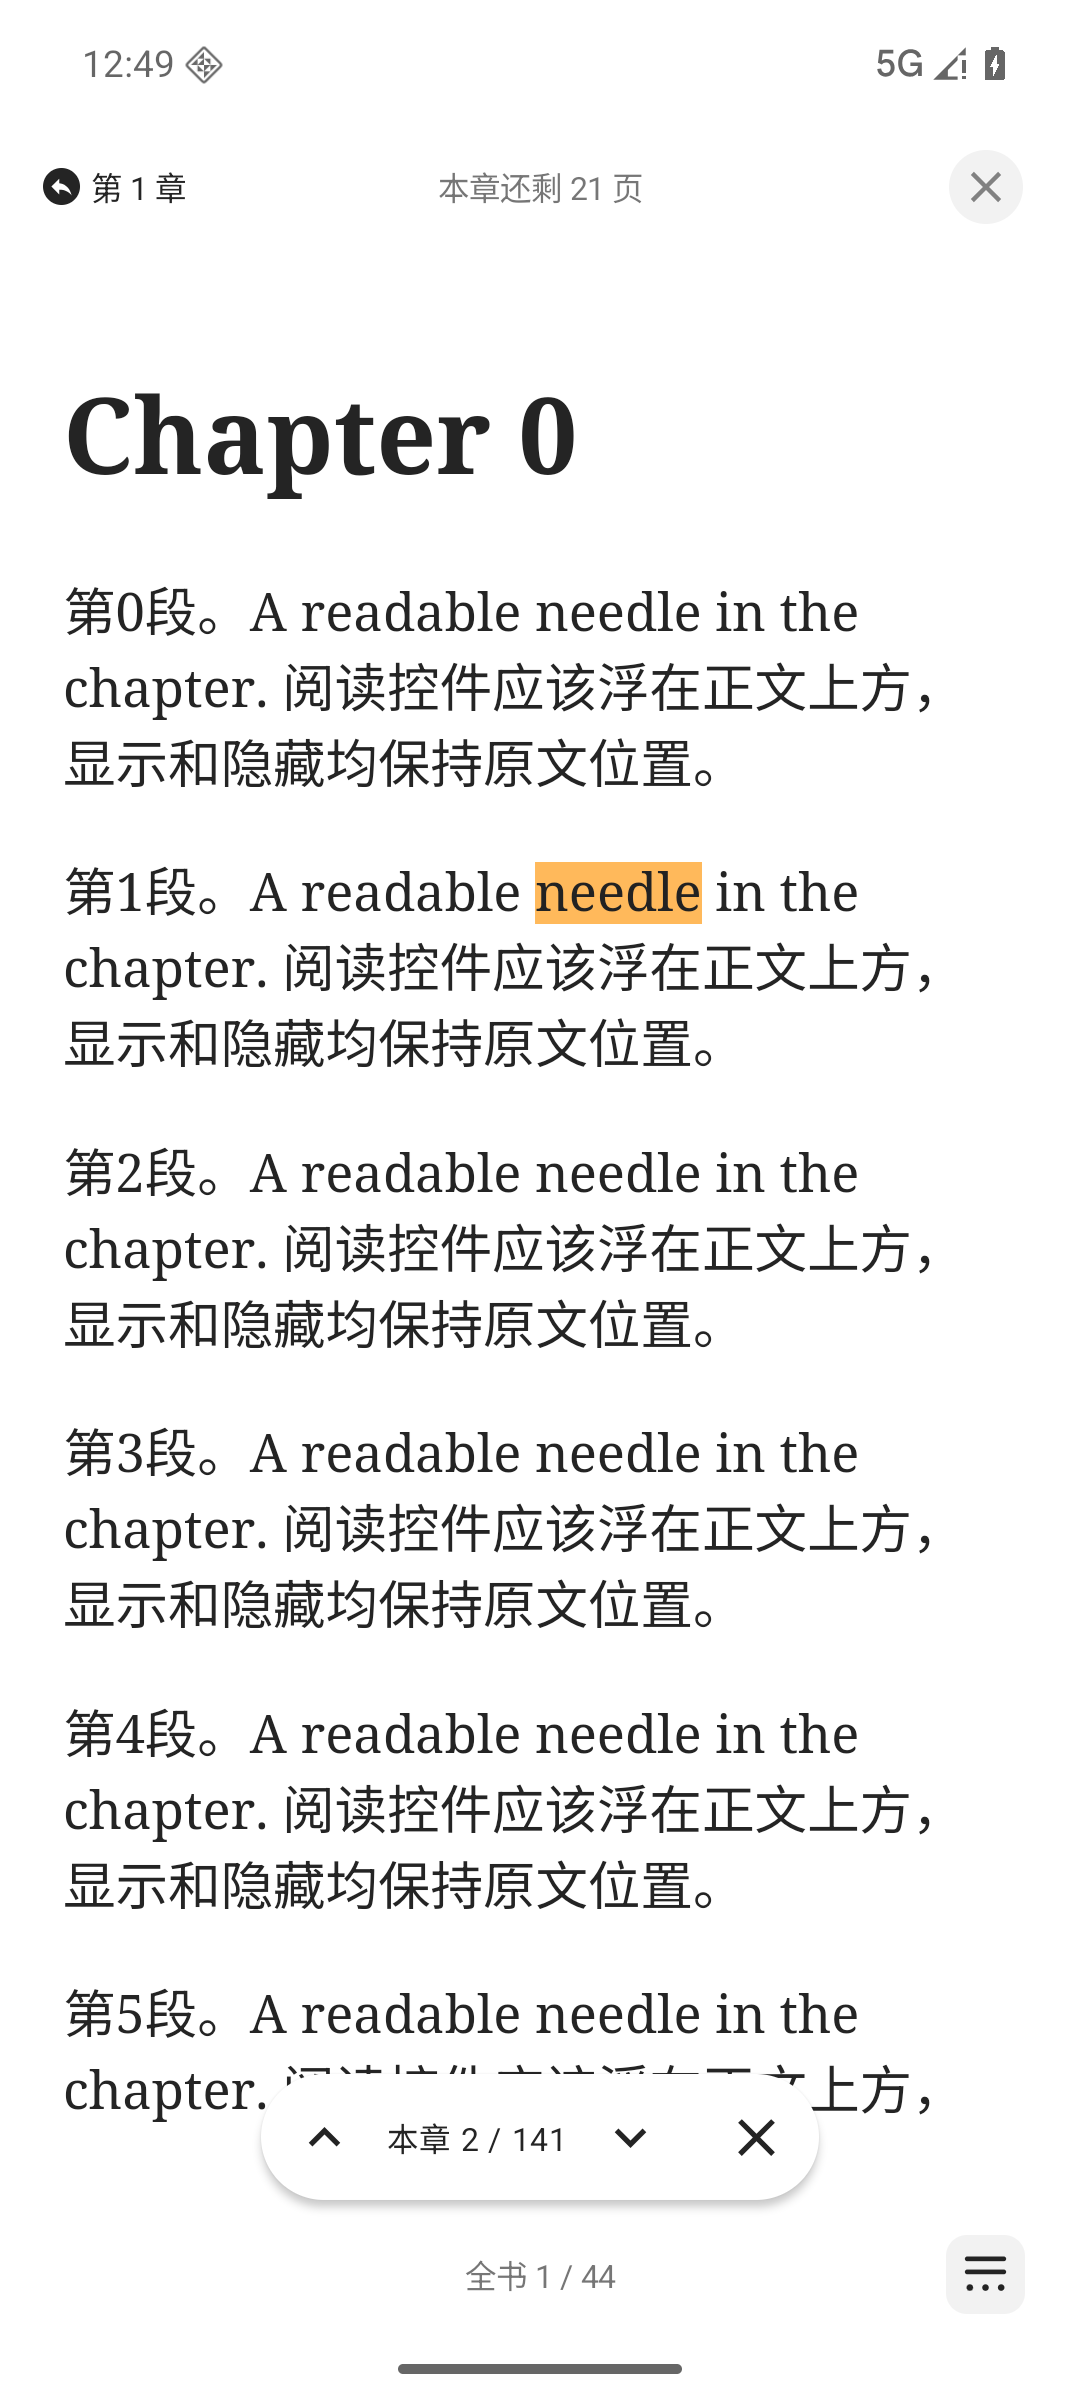 12:49
5G
第 1 章
本章还剩 21 页
Chapter 0
第0段。A readable needle in the
chapter. 阅读控件应该浮在正文上方，
显示和隐藏均保持原文位置。
第1段。A readable needle in the
chapter. 阅读控件应该浮在正文上方，
显示和隐藏均保持原文位置。
第2段。A readable needle in the
chapter. 阅读控件应该浮在正文上方，
显示和隐藏均保持原文位置。
第3段。A readable needle in the
chapter. 阅读控件应该浮在正文上方，
显示和隐藏均保持原文位置。
第4段。A readable needle in the
chapter. 阅读控件应该浮在正文上方，
显示和隐藏均保持原文位置。
第5段。A readable needle in the
chapter. 阅读控件应该浮在正文上方，
本章 2 / 141
全书 1 / 44